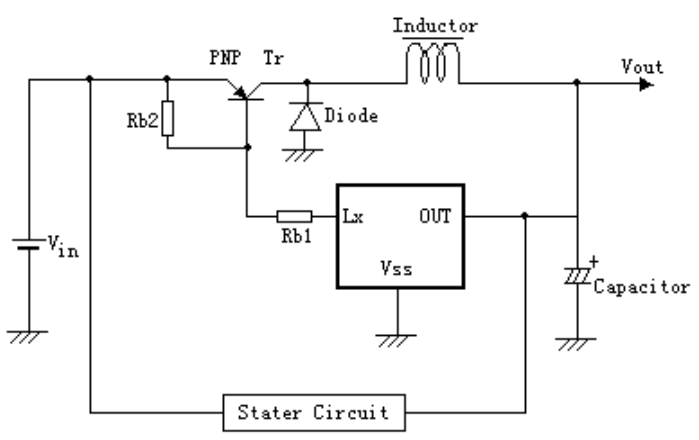 Inductor
PNP Tr
Vout
Rb2
Diode
Lx
OUT
Rb1
Vin
Vss
+
Capacitor
Stater Circuit